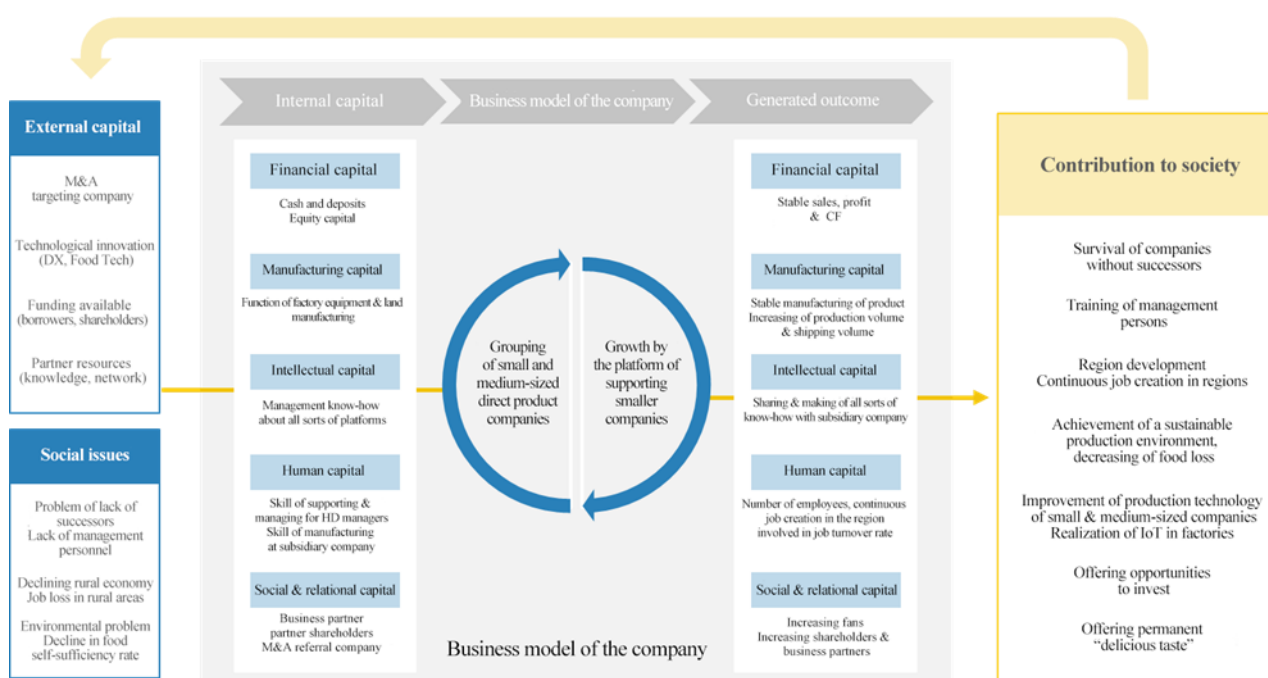 External capital
M&A
targeting company
Technological innovation
(DX, Food Tech)
Funding available
(borrowers, shareholders)
Partner resources
(knowledge, network)
Social issues
Problem of lack of
successors
Lack of management
personnel
Declining rural economy
Job loss in rural areas
Environmental problem
Decline in food
self-sufficiency rate
Internal capital
Business model of the company
Generated outcome
Financial capital
Cash and deposits
Equity capital
Manufacturing capital
Function of factory equipment & land
manufacturing
Intellectual capital
Management know-how
about all sorts of platforms
Human capital
Skill of supporting &
managing for HD managers
Skill of manufacturing
at subsidiary company
Social & relational capital
Business partner
partner shareholders
M&A referral company
Grouping
of small and
medium-sized
direct product
companies
Growth by
the platform of
supporting
smaller
companies
Business model of the company
Financial capital
Stable sales, profit
& CF
Manufacturing capital
Stable manufacturing of product
Increasing of production volume
& shipping volume
Intellectual capital
Sharing & making of all sorts of
know-how with subsidiary company
Human capital
Number of employees, continuous
job creation in the region
involved in job turnover rate
Social & relational capital
Increasing fans
Increasing shareholders &
business partners
Contribution to society
Survival of companies
without successors
Training of management
persons
Region development
Continuous job creation in regions
Achievement of a sustainable
production environment,
decreasing of food loss
Improvement of production technology
of small & medium-sized companies
Realization of IoT in factories
Offering opportunities
to invest
Offering permanent
“delicious taste”